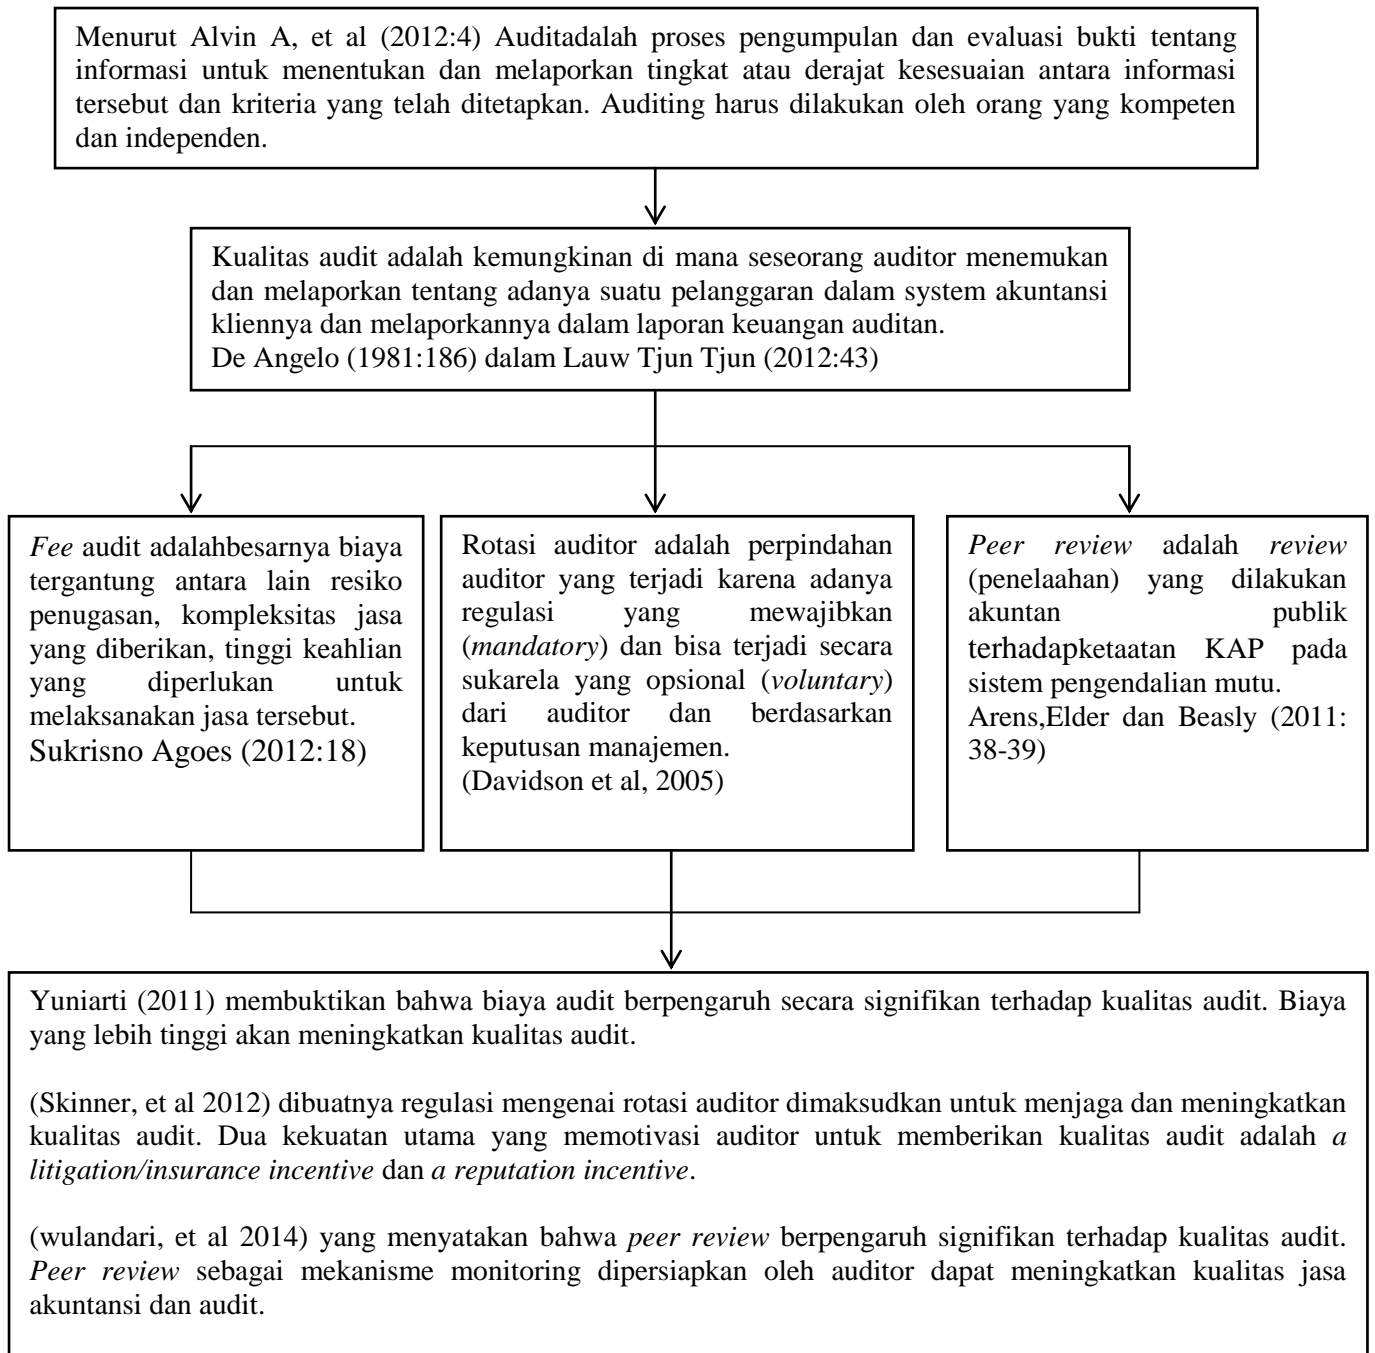 Menurut Alvin A, et al (2012:4) Auditadalah proses pengumpulan dan evaluasi bukti tentang
informasi untuk menentukan dan melaporkan tingkat atau derajat kesesuaian antara informasi
tersebut dan kriteria yang telah ditetapkan. Auditing harus dilakukan oleh orang yang kompeten
dan independen.
Kualitas audit adalah kemungkinan di mana seseorang auditor menemukan
dan melaporkan tentang adanya suatu pelanggaran dalam system akuntansi
kliennya dan melaporkannya dalam laporan keuangan auditan.
De Angelo (1981:186) dalam Lauw Tjun Tjun (2012:43)
Fee audit adalahbesarnya biaya
tergantung antara lain resiko
penugasan, kompleksitas jasa
yang diberikan, tinggi keahlian
yang diperlukan untuk
melaksanakan jasa tersebut.
Sukrisno Agoes (2012:18)
Rotasi auditor adalah perpindahan
auditor yang terjadi karena adanya
regulasi yang mewajibkan
(mandatory) dan bisa terjadi secara
sukarela yang opsional (voluntary)
dari auditor dan berdasarkan
keputusan manajemen.
(Davidson et al, 2005)
Peer review adalah review
(penelaahan) yang dilakukan
akuntan publik
terhadapketaatan KAP pada
sistem pengendalian mutu.
Arens,Elder dan Beasly (2011:
38-39)
Yuniarti (2011) membuktikan bahwa biaya audit berpengaruh secara signifikan terhadap kualitas audit. Biaya
yang lebih tinggi akan meningkatkan kualitas audit.
(Skinner, et al 2012) dibuatnya regulasi mengenai rotasi auditor dimaksudkan untuk menjaga dan meningkatkan
kualitas audit. Dua kekuatan utama yang memotivasi auditor untuk memberikan kualitas audit adalah a
litigation/insurance incentive dan a reputation incentive.
(wulandari, et al 2014) yang menyatakan bahwa peer review berpengaruh signifikan terhadap kualitas audit.
Peer review sebagai mekanisme monitoring dipersiapkan oleh auditor dapat meningkatkan kualitas jasa
akuntansi dan audit.